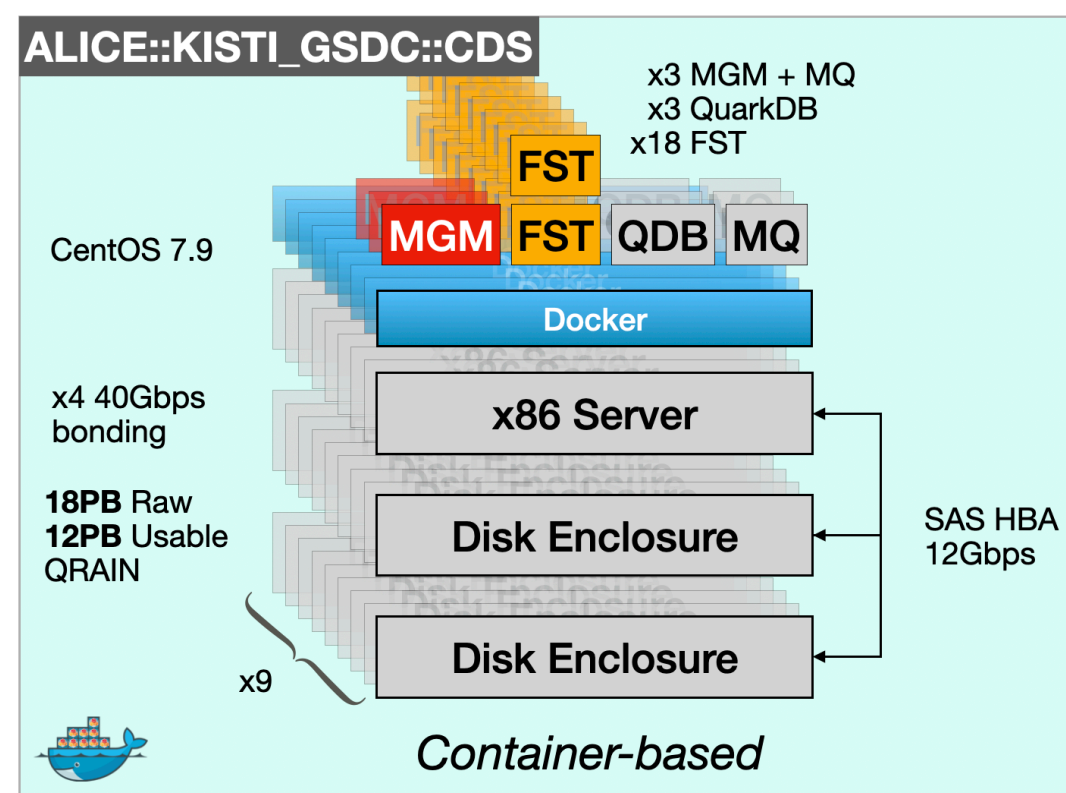 ALICE::KISTI_GSDC::CDS
x3 MGM + MQ
x3 QuarkDB
x18 FST
FST
MGM
FST
QDB
MQ
CentOS 7.9
Docker
x4 40Gbps
bonding
x86 Server
18PB Raw
12PB Usable
QRAIN
Disk Enclosure
SAS HBA
12Gbps
Disk Enclosure
x9
Container-based